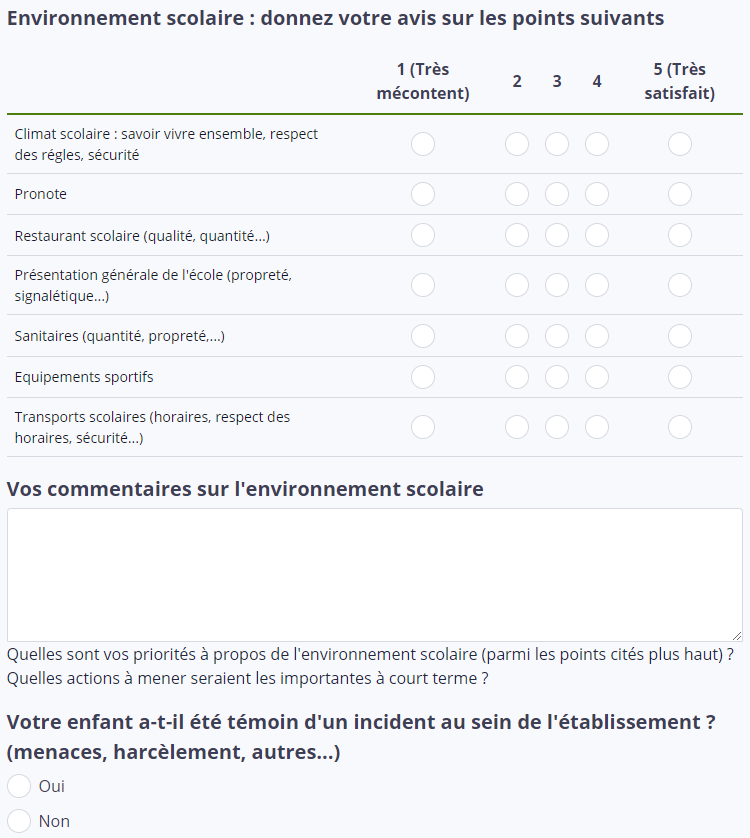 Environnement scolaire : donnez votre avis sur les points suivants
1 (Très
mécontent)
2
3
4
5 (Très
satisfait)
Climat scolaire : savoir vivre ensemble, respect
des régles, sécurité
Pronote
Restaurant scolaire (qualité, quantité...)
Présentation générale de l'école (propreté,
signalétique...)
Sanitaires (quantité, propreté,...)
Equipements sportifs
Transports scolaires (horaires, respect des
horaires, sécurité...)
Vos commentaires sur l'environnement scolaire
Quelles sont vos priorités à propos de l'environnement scolaire (parmi les points cités plus haut) ?
Quelles actions à mener seraient les importantes à court terme ?
Votre enfant a-t-il été témoin d'un incident au sein de l'établissement ?
(menaces, harcèlement, autres...)
Oui
Non